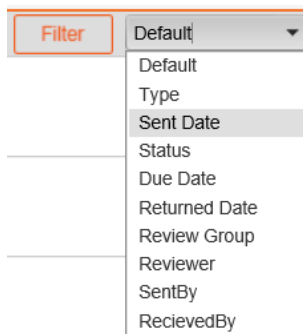 Filter Default
Default
Type
Sent Date
Status
Due Date
Returned Date
Review Group
Reviewer
SentBy
RecievedBy